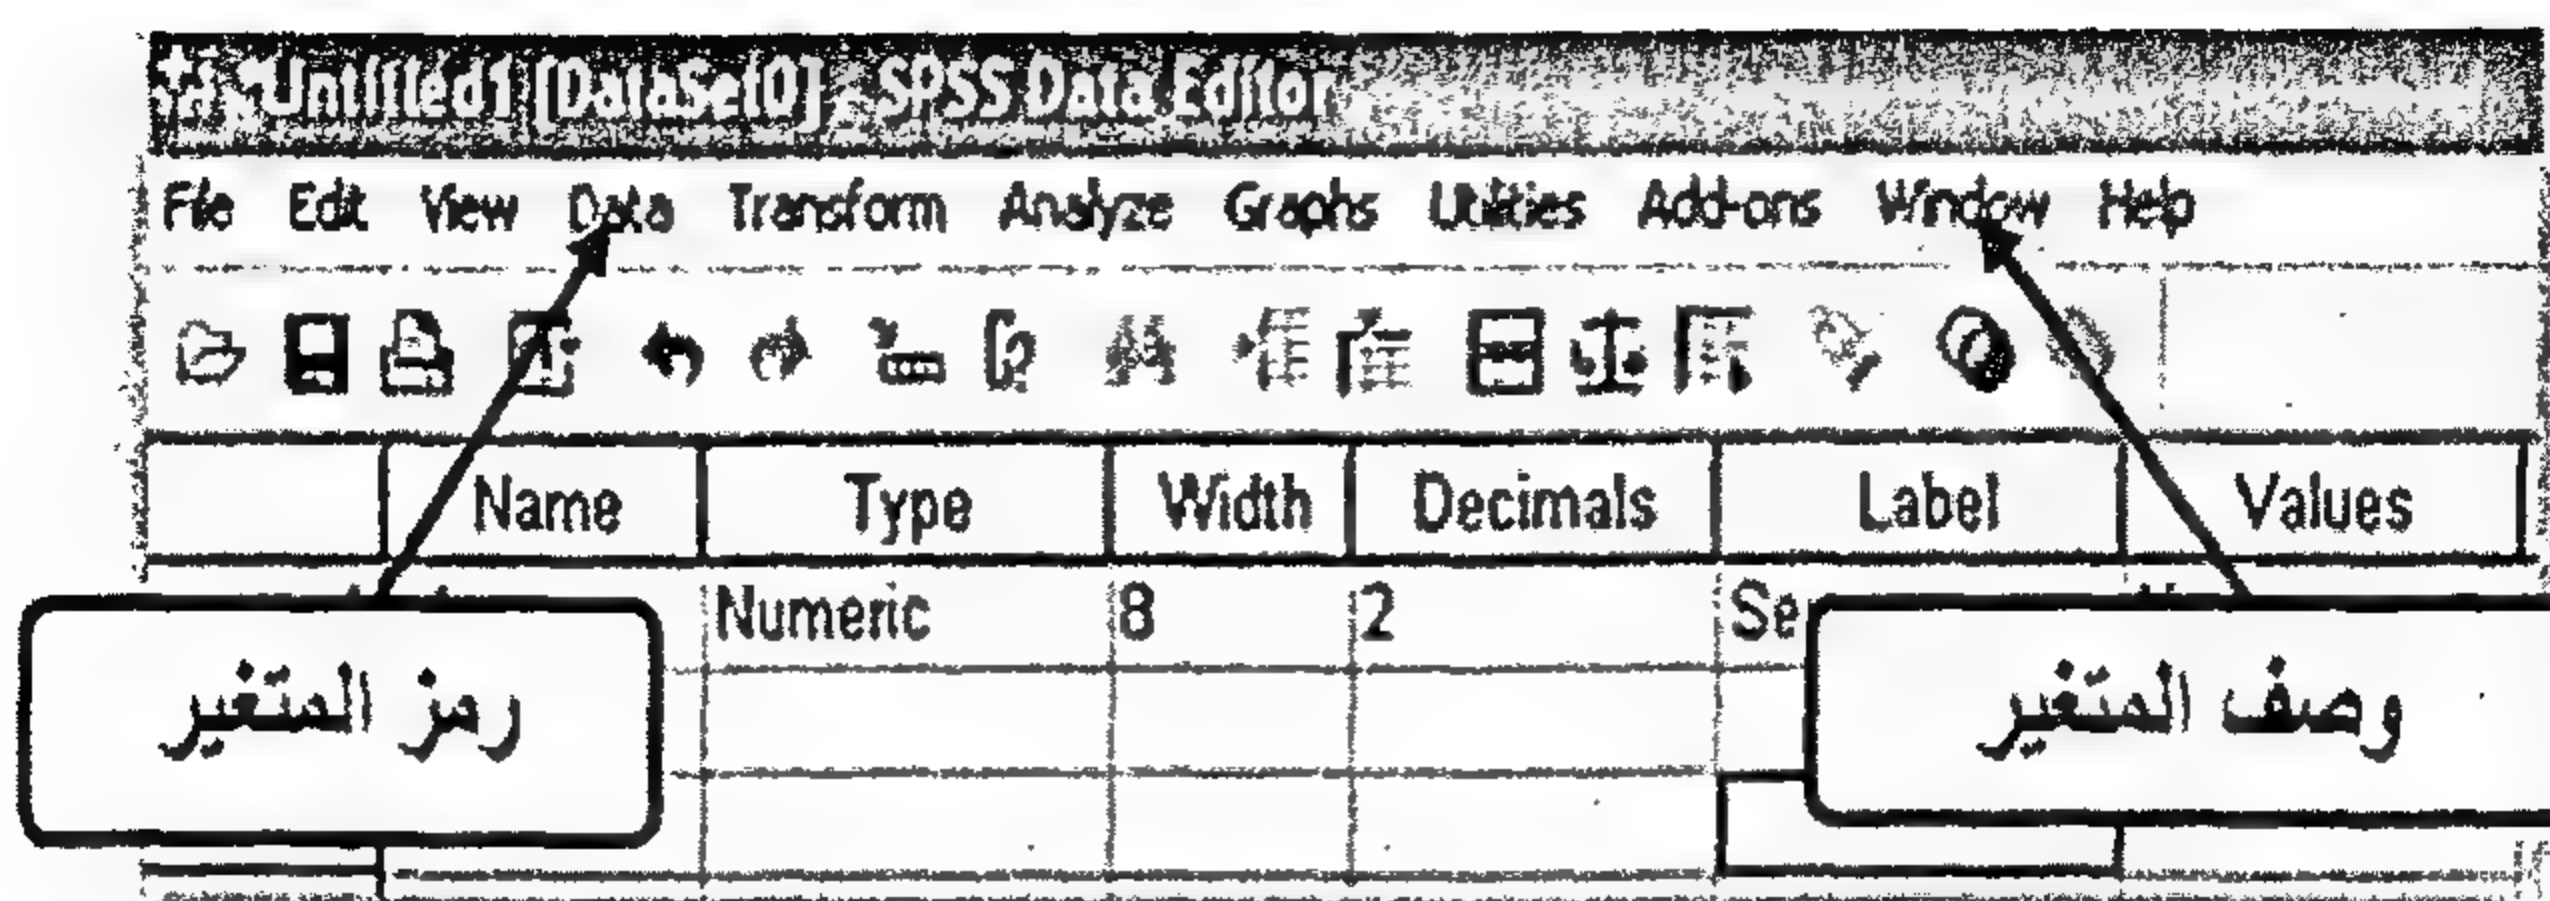 *Untitled1 [DataSet0] - SPSS Data Editor
File Edit View Data Transform Analyze Graphs Utilities Add-ons Window Help
Name Type Width Decimals Label Values
Numeric 8 2 Se
رمز المتغير
وصف المتغير